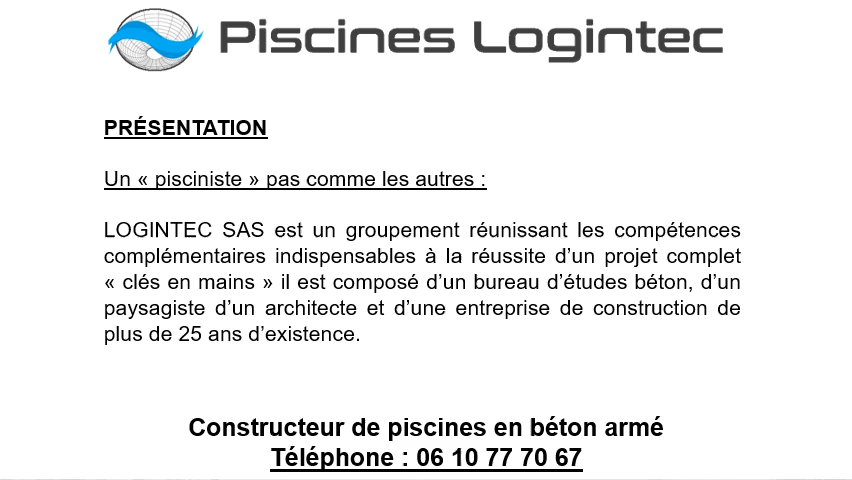 Piscines Logintec
PRÉSENTATION
Un « pisciniste » pas comme les autres :
LOGINTEC SAS est un groupement réunissant les compétences
complémentaires indispensables à la réussite d’un projet complet
« clés en mains » il est composé d’un bureau d’études béton, d’un
paysagiste d’un architecte et d’une entreprise de construction de
plus de 25 ans d’existence.
Constructeur de piscines en béton armé
Téléphone : 06 10 77 70 67